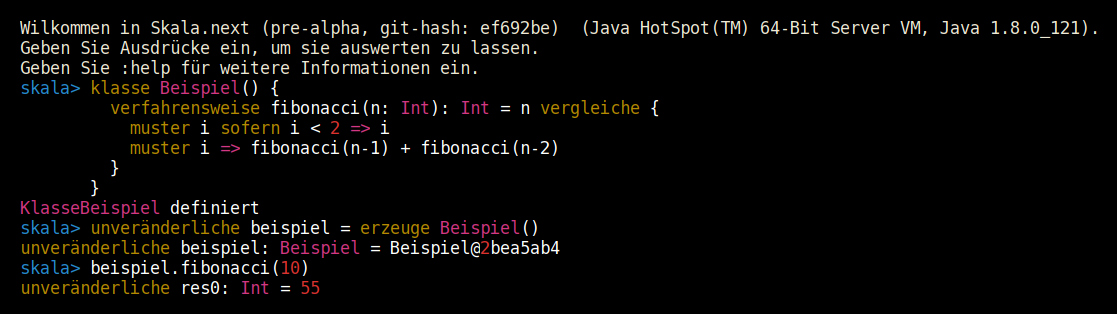 Wilkommen in Skala.next (pre-alpha, git-hash: ef692be)  (Java HotSpot(TM) 64-Bit Server VM, Java 1.8.0_121).
Geben Sie Ausdrücke ein, um sie auswerten zu lassen.
Geben Sie :help für weitere Informationen ein.
skala> klasse Beispiel() {
         verfahrensweise fibonacci(n: Int): Int = n vergleiche {
           muster i sofern i < 2 => i
           muster i => fibonacci(n-1) + fibonacci(n-2)
         }
       }
KlasseBeispiel definiert
skala> unveränderliche beispiel = erzeuge Beispiel()
unveränderliche beispiel: Beispiel = Beispiel@2bea5ab4
skala> beispiel.fibonacci(10)
unveränderliche res0: Int = 55